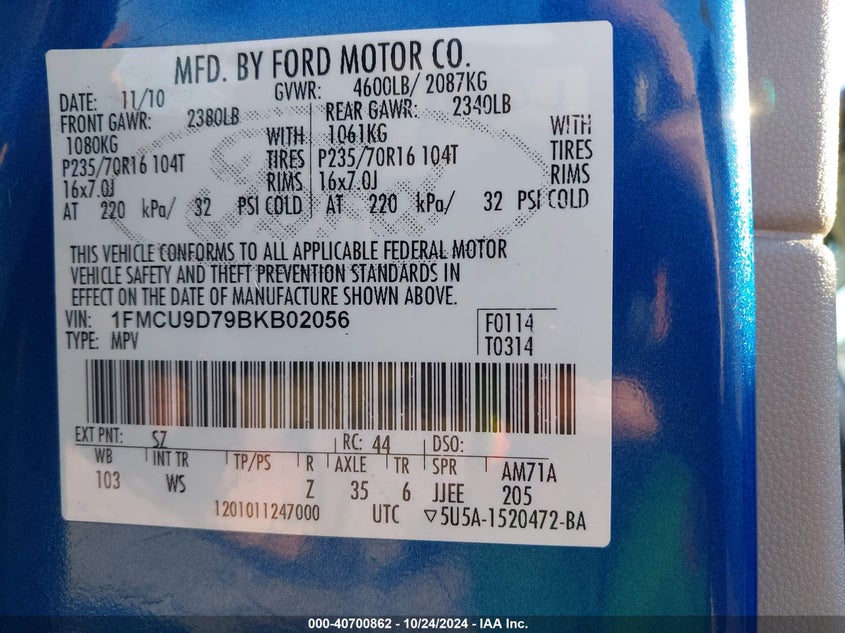 MFD. BY FORD MOTOR CO.
DATE: 11/10 GVWR: 4600LB/ 2087KG
FRONT GAWR: 2380LB REAR GAWR: 2340LB
1080KG WITH 1061KG WITH
P235/70R16 104T TIRES P235/70R16 104T TIRES
16x7.0J RIMS 16x7.0J RIMS
AT 220 kPa/ 32 PSI COLD AT 220 kPa/ 32 PSI COLD
THIS VEHICLE CONFORMS TO ALL APPLICABLE FEDERAL MOTOR
VEHICLE SAFETY AND THEFT PREVENTION STANDARDS IN
EFFECT ON THE DATE OF MANUFACTURE SHOWN ABOVE.
VIN: 1FMCU9D79BKB02056 F0114
TYPE: MPV T0314
EXT PNT: SZ RC: 44 DSO:
WB INT TR TP/PS R AXLE TR SPR AM71A
103 WS Z 35 6 JJEE 205
1201011247000 UTC ▽5U5A-1520472-BA
000-40700862 - 10/24/2024 - IAA Inc.